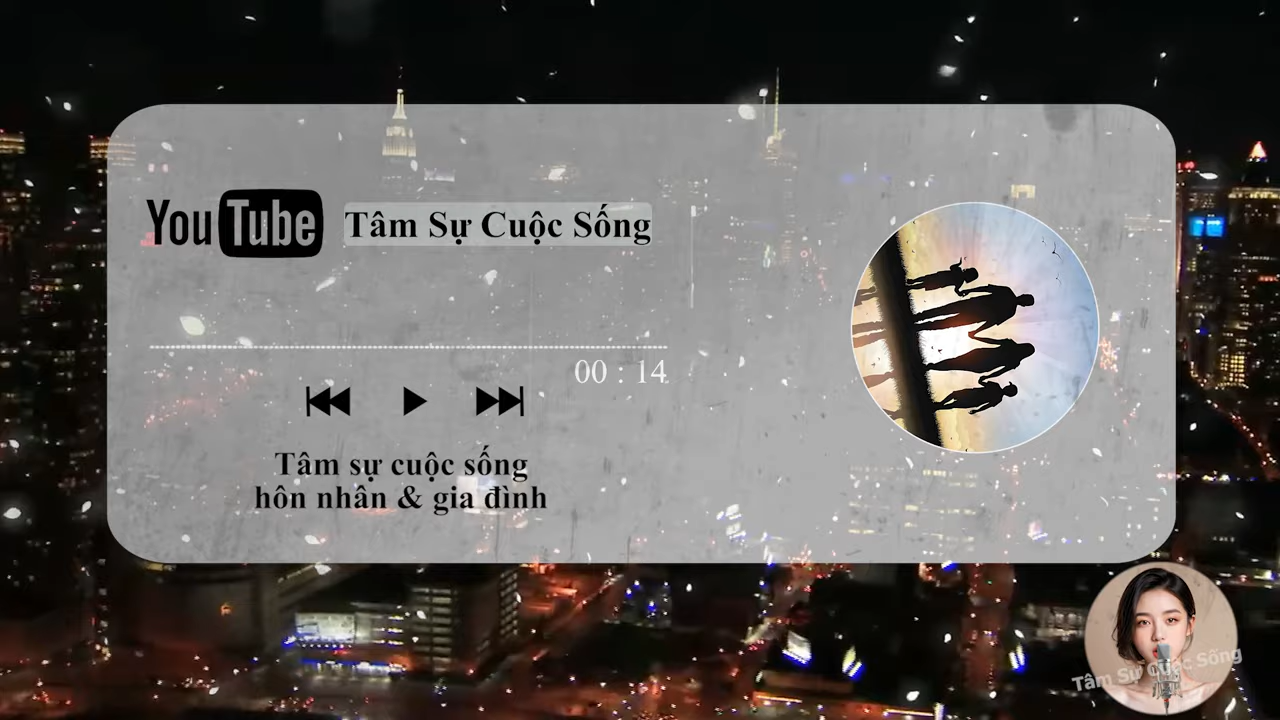 YouTube
Tâm Sự Cuộc Sống
00 : 14
Tâm sự cuộc sống
hôn nhân & gia đình
Tâm Sự Cuộc Sống